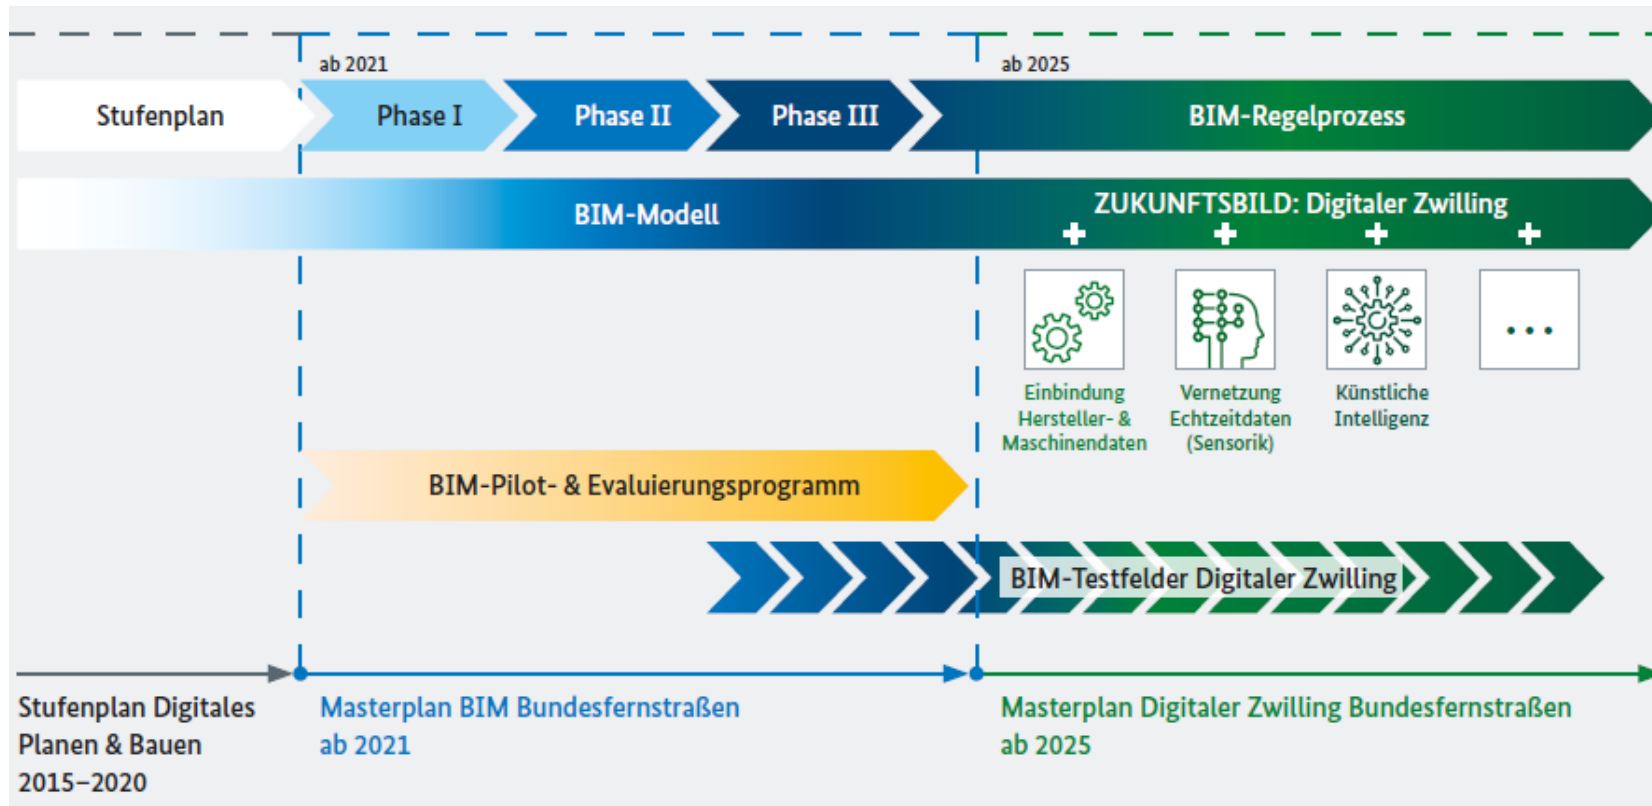 ab 2021
ab 2025
Stufenplan
Phase I
Phase II
Phase III
BIM-Regelprozess
BIM-Modell
ZUKUNFTSBILD: Digitaler Zwilling
Einbindung
Hersteller- &
Maschinendaten
Vernetzung
Echtzeitdaten
(Sensorik)
Künstliche
Intelligenz
...
BIM-Pilot- & Evaluierungsprogramm
BIM-Testfelder Digitaler Zwilling
Stufenplan Digitales
Planen & Bauen
2015–2020
Masterplan BIM Bundesfernstraßen
ab 2021
Masterplan Digitaler Zwilling Bundesfernstraßen
ab 2025